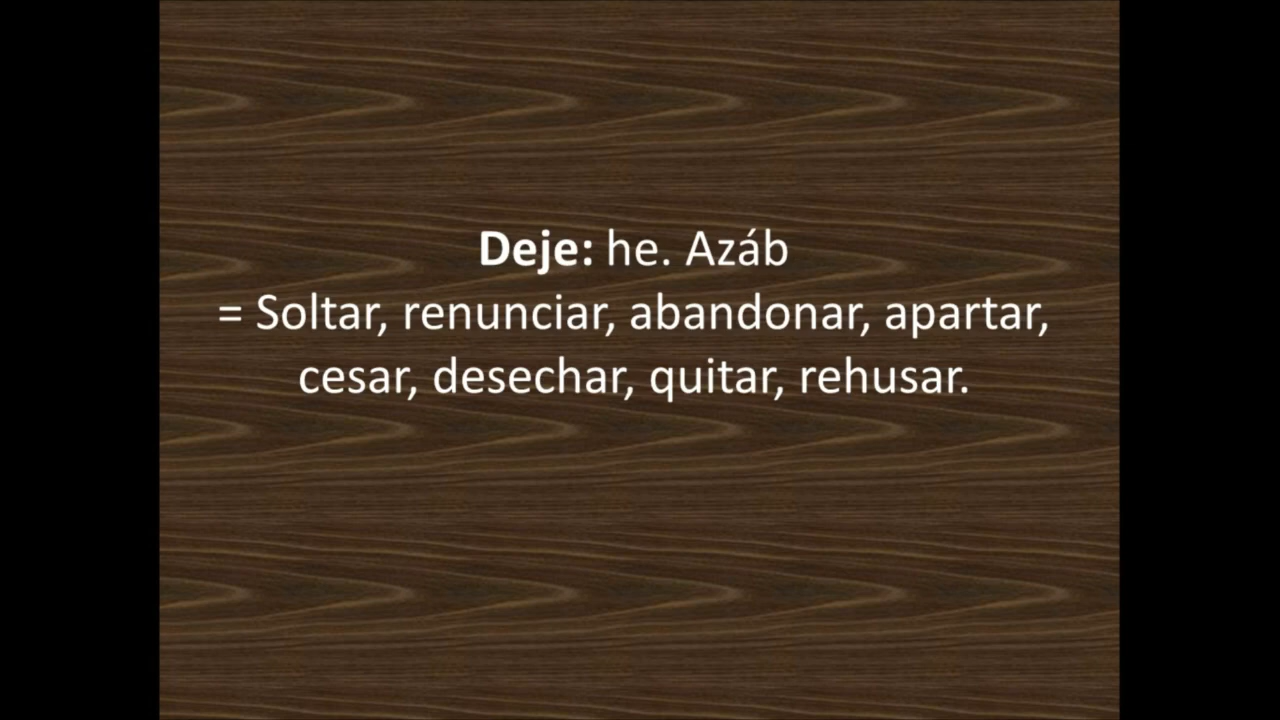 Deje: he. Azáb
= Soltar, renunciar, abandonar, apartar,
cesar, desechar, quitar, rehusar.